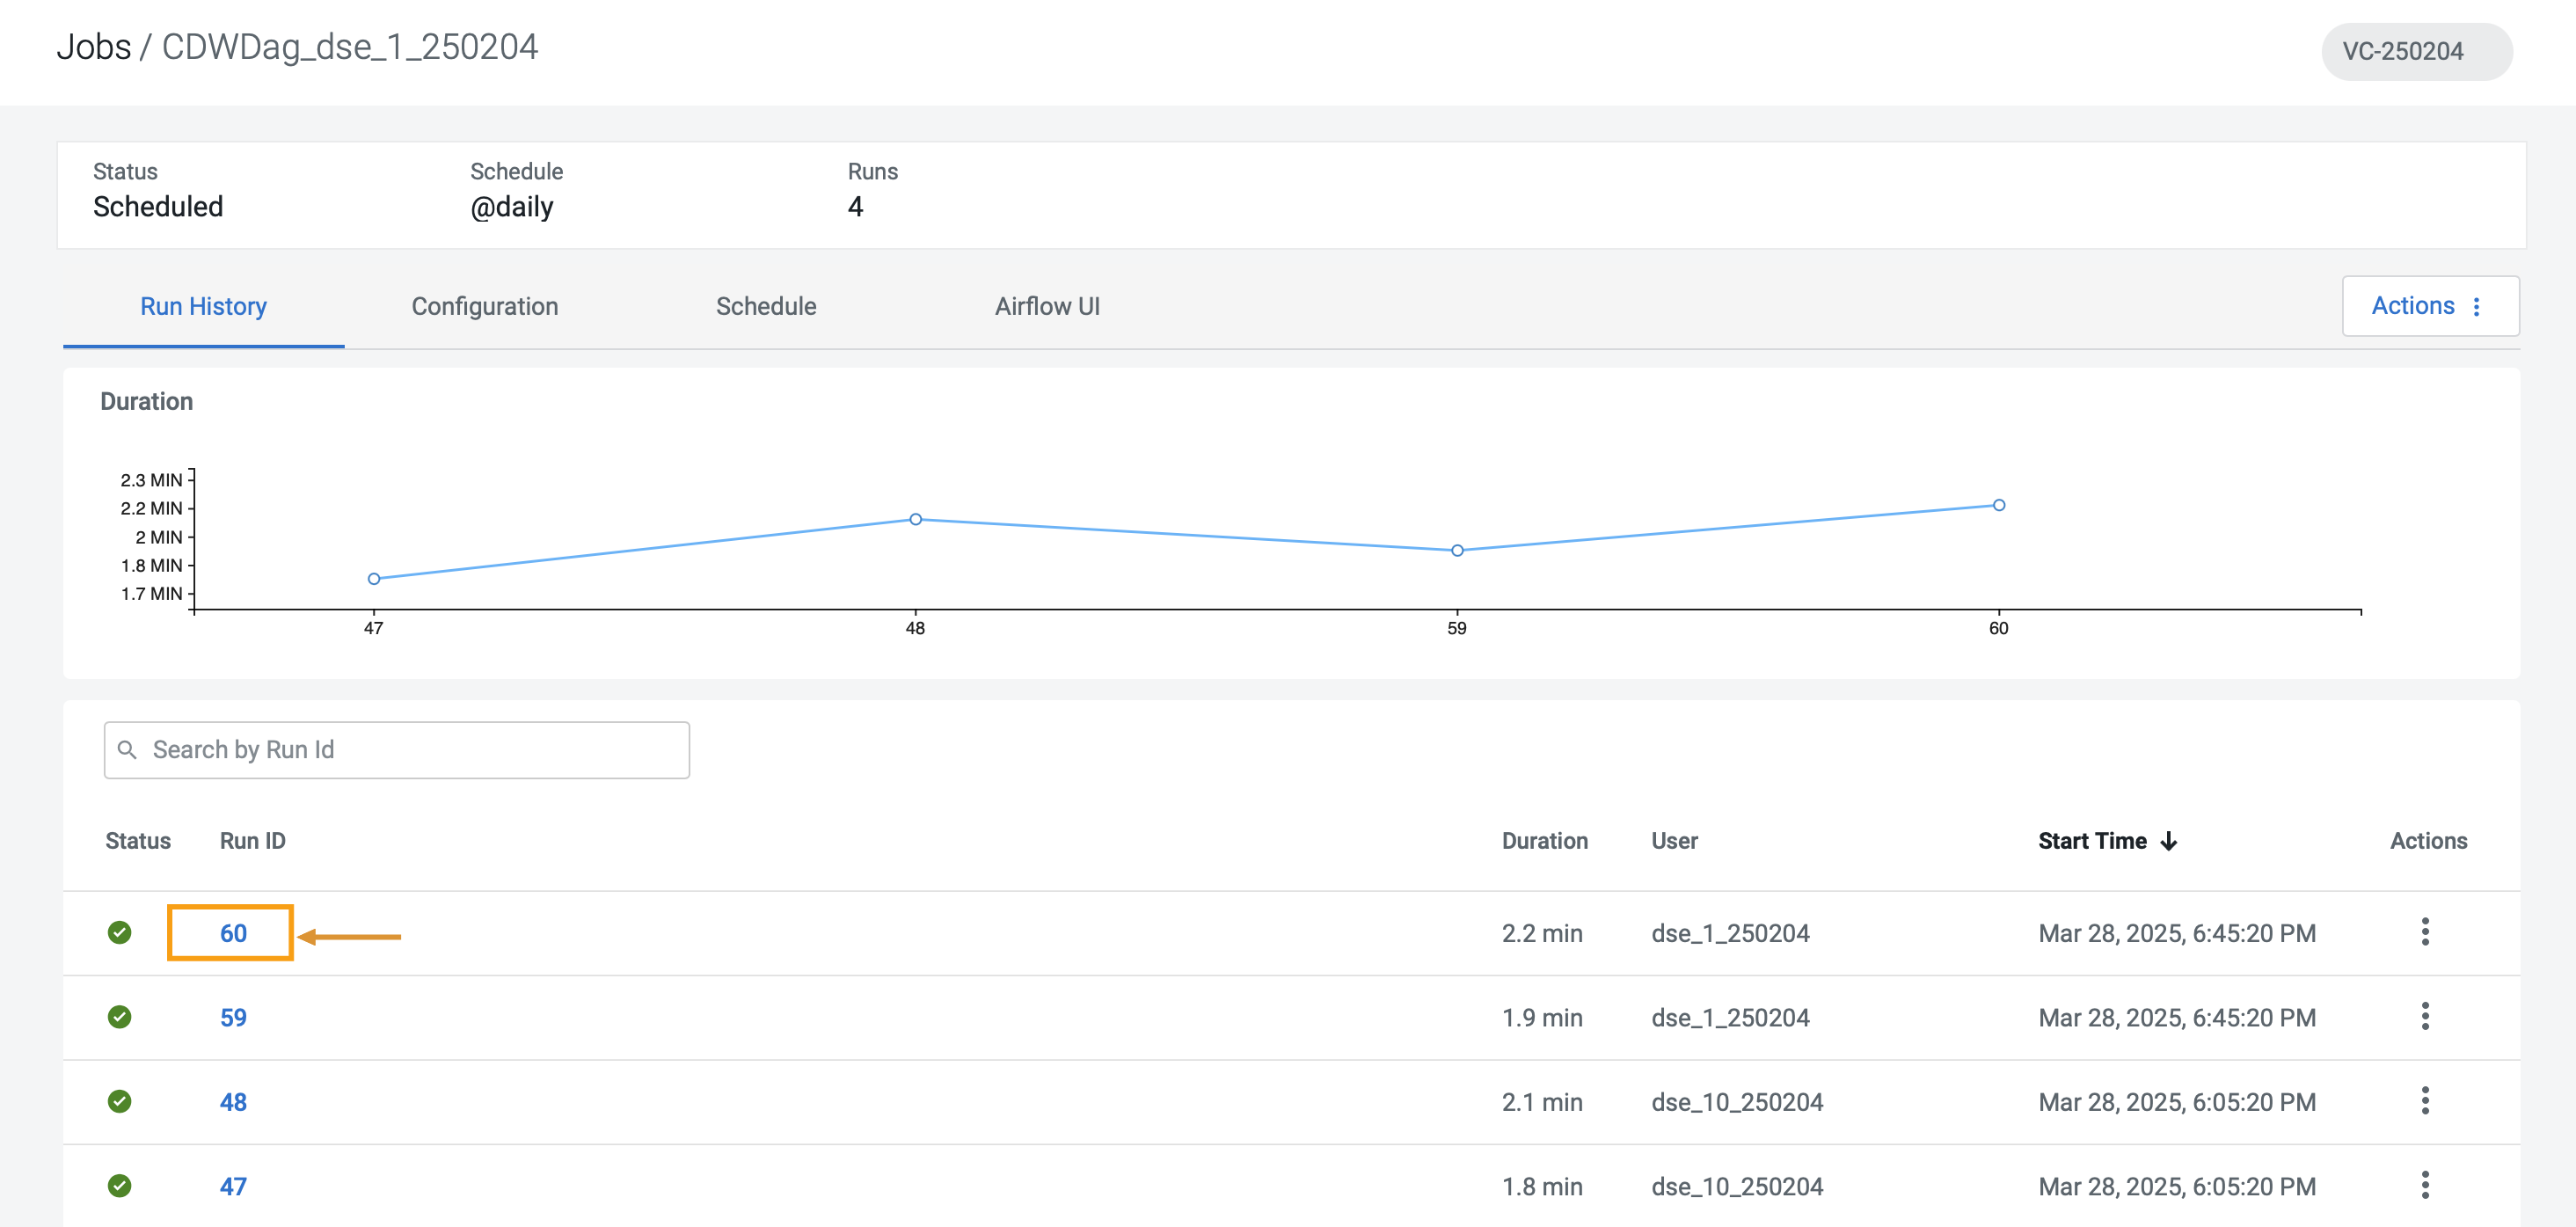 Jobs / CDWDag_dse_1_250204
VC-250204
Status Schedule Runs
Scheduled @daily 4
Run History Configuration Schedule Airflow UI Actions
Duration
2.3 MIN
2.2 MIN
2 MIN
1.8 MIN
1.7 MIN
47 48 59 60
Search by Run Id
Status Run ID Duration User Start Time Actions
60 2.2 min dse_1_250204 Mar 28, 2025, 6:45:20 PM
59 1.9 min dse_1_250204 Mar 28, 2025, 6:45:20 PM
48 2.1 min dse_10_250204 Mar 28, 2025, 6:05:20 PM
47 1.8 min dse_10_250204 Mar 28, 2025, 6:05:20 PM